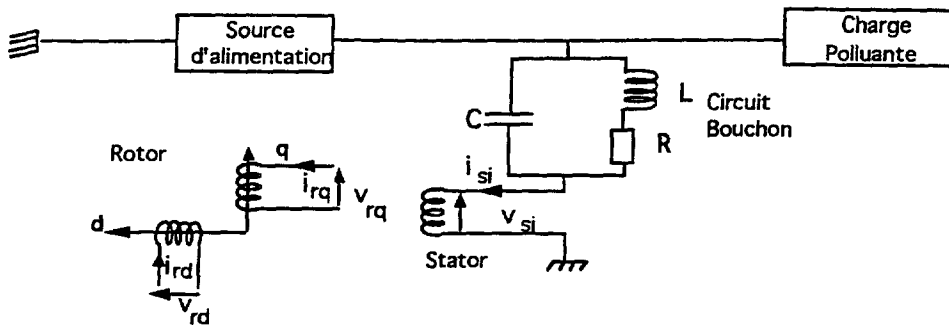 Source
d'alimentation
Charge
Polluante
C
L
Circuit
Bouchon
R
Rotor
q
i rq
v rq
d
i rd
v rd
i si
v si
Stator